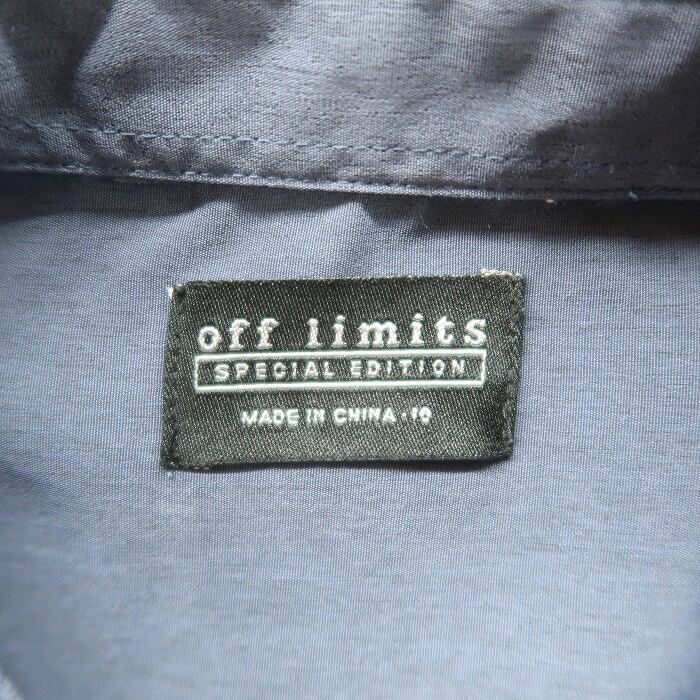 off limits
SPECIAL EDITION
MADE IN CHINA · 10